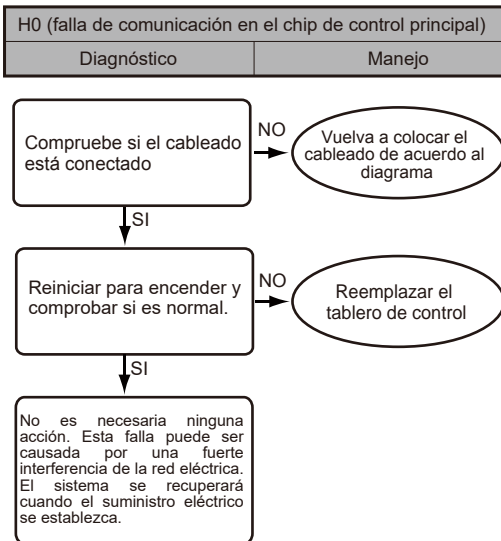 H0 (falla de comunicación en el chip de control principal)
Diagnóstico
Manejo
Compruebe si el cableado
está conectado
NO
Vuelva a colocar el
cableado de acuerdo al
diagrama
SI
Reiniciar para encender y
comprobar si es normal.
NO
Reemplazar el
tablero de control
SI
No es necesaria ninguna
acción. Esta falla puede ser
causada por una fuerte
interferencia de la red eléctrica.
El sistema se recuperará
cuando el suministro eléctrico
se establezca.